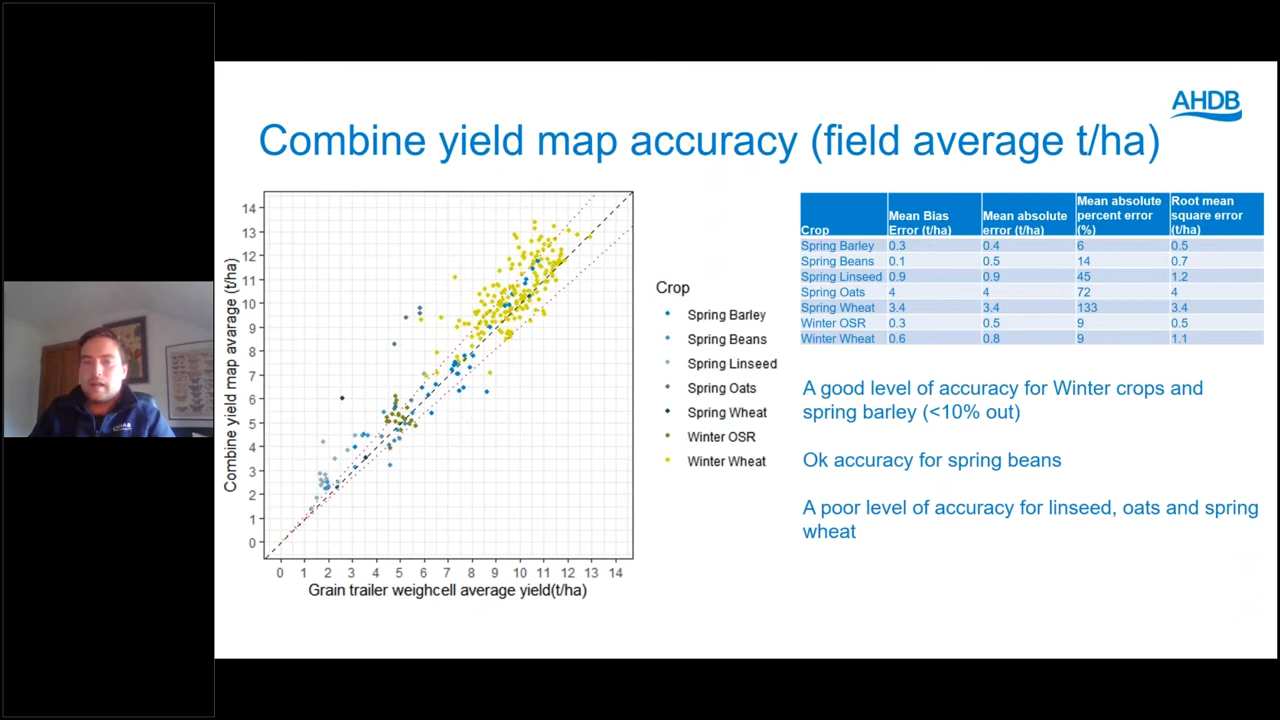 AHDB
Combine yield map accuracy (field average t/ha)
Combine yield map avarage (t/ha)
14
13
12
11
10
9
8
7
6
5
4
3
2
1
0
0 1 2 3 4 5 6 7 8 9 10 11 12 13 14
Grain trailer weighcell average yield(t/ha)
Crop
Spring Barley
Spring Beans
Spring Linseed
Spring Oats
Spring Wheat
Winter OSR
Winter Wheat
Crop Mean Bias Error (t/ha) Mean absolute error (t/ha) Mean absolute percent error (%) Root mean square error (t/ha)
Spring Barley 0.3 0.4 6 0.5
Spring Beans 0.1 0.5 14 0.7
Spring Linseed 0.9 0.9 45 1.2
Spring Oats 4 4 72 4
Spring Wheat 3.4 3.4 133 3.4
Winter OSR 0.3 0.5 9 0.5
Winter Wheat 0.6 0.8 9 1.1
A good level of accuracy for Winter crops and
spring barley (<10% out)
Ok accuracy for spring beans
A poor level of accuracy for linseed, oats and spring
wheat